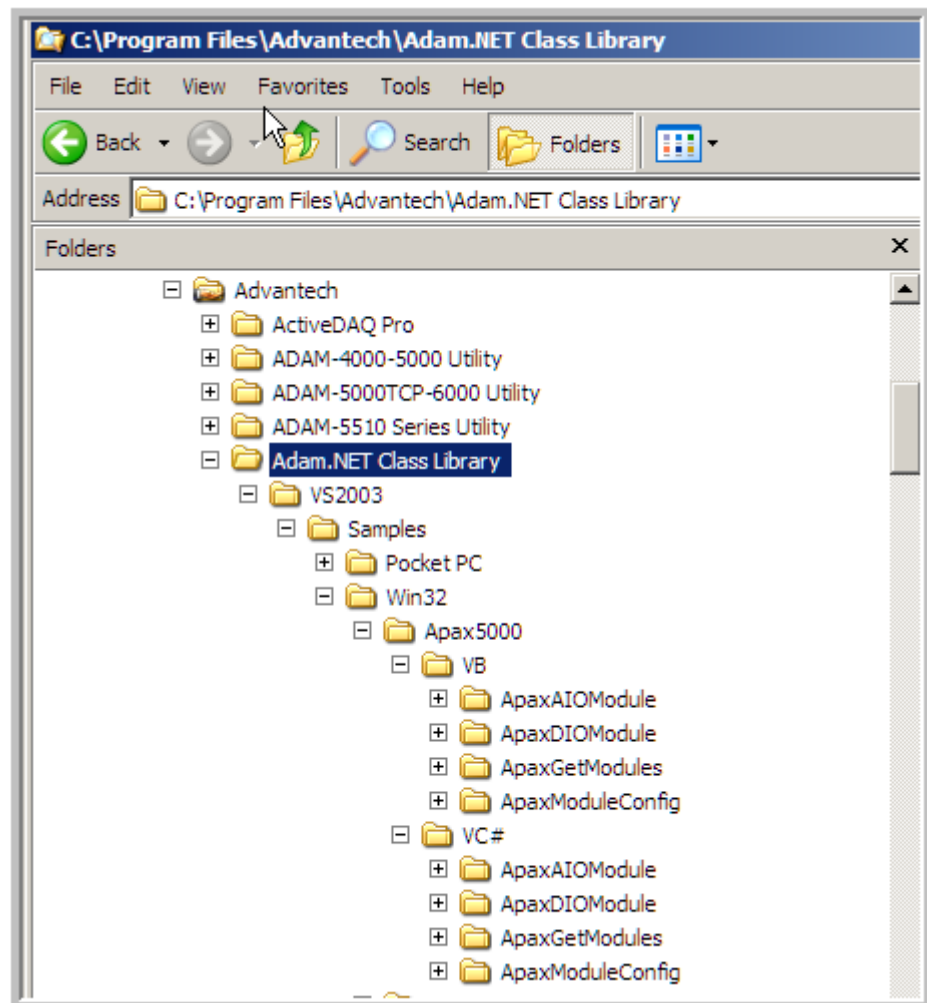 C:\Program Files\Advantech\Adam.NET Class Library
File Edit View Favorites Tools Help
Back Search Folders
Address C:\Program Files\Advantech\Adam.NET Class Library
Folders
Advantech
ActiveDAQ Pro
ADAM-4000-5000 Utility
ADAM-5000TCP-6000 Utility
ADAM-5510 Series Utility
Adam.NET Class Library
VS2003
Samples
Pocket PC
Win32
Apax5000
VB
ApaxAIOModule
ApaxDIOModule
ApaxGetModules
ApaxModuleConfig
VC#
ApaxAIOModule
ApaxDIOModule
ApaxGetModules
ApaxModuleConfig